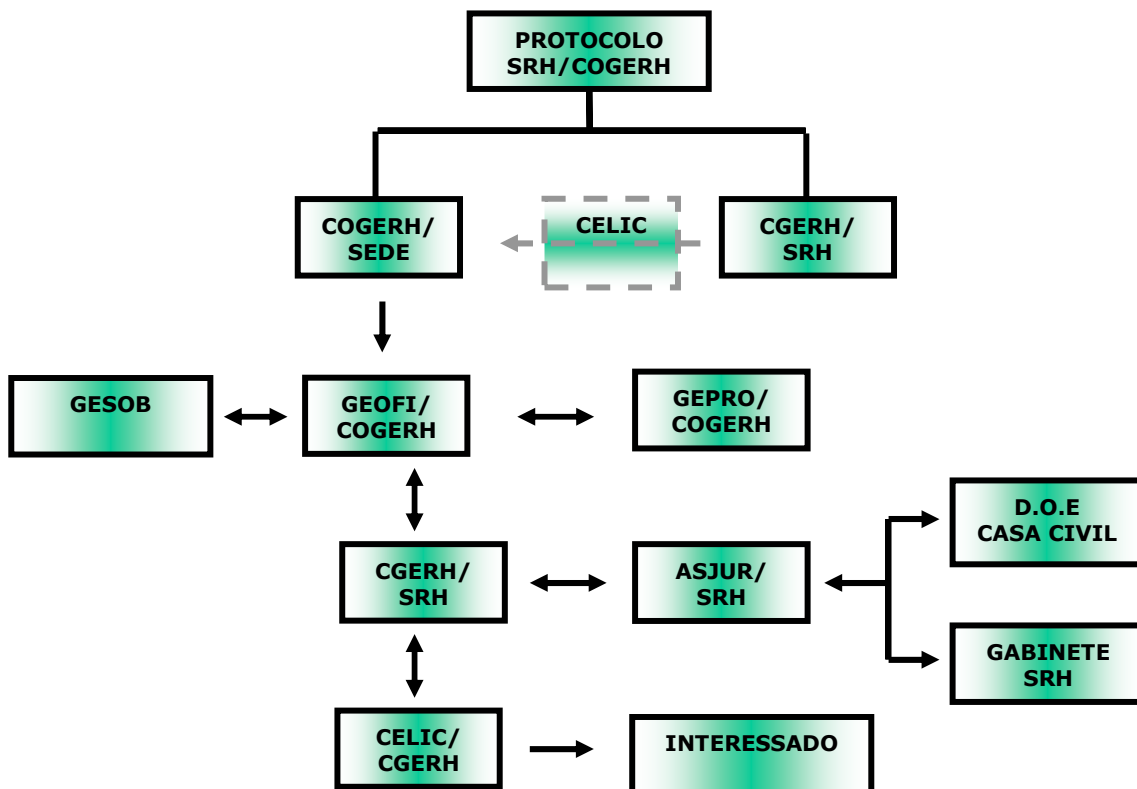 PROTOCOLO
SRH/COGERH
COGERH/
SEDE
CELIC
CGERH/
SRH
GESOB
GEOFI/
COGERH
GEPRO/
COGERH
D.O.E
CASA CIVIL
CGERH/
SRH
ASJUR/
SRH
GABINETE
SRH
CELIC/
CGERH
INTERESSADO